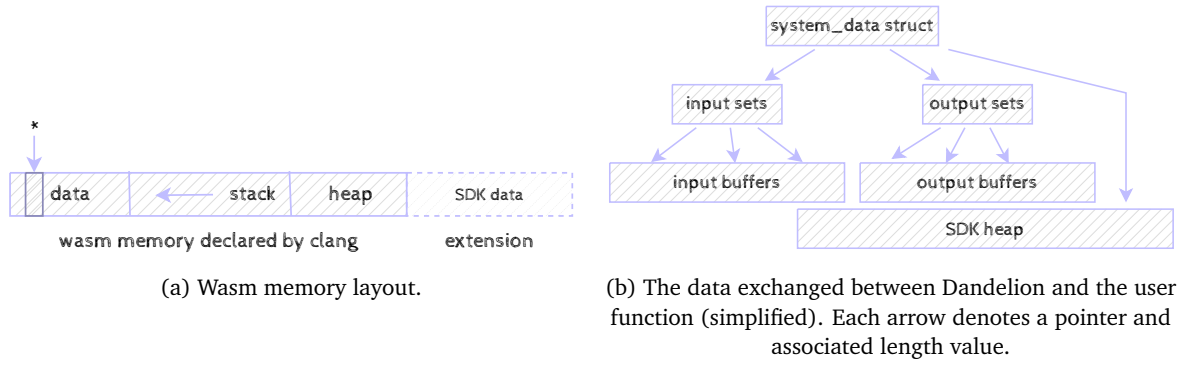 *
data
stack
heap
SDK data
wasm memory declared by clang
extension
(a) Wasm memory layout.
system_data struct
input sets
output sets
input buffers
output buffers
SDK heap
(b) The data exchanged between Dandelion and the user
function (simplified). Each arrow denotes a pointer and
associated length value.